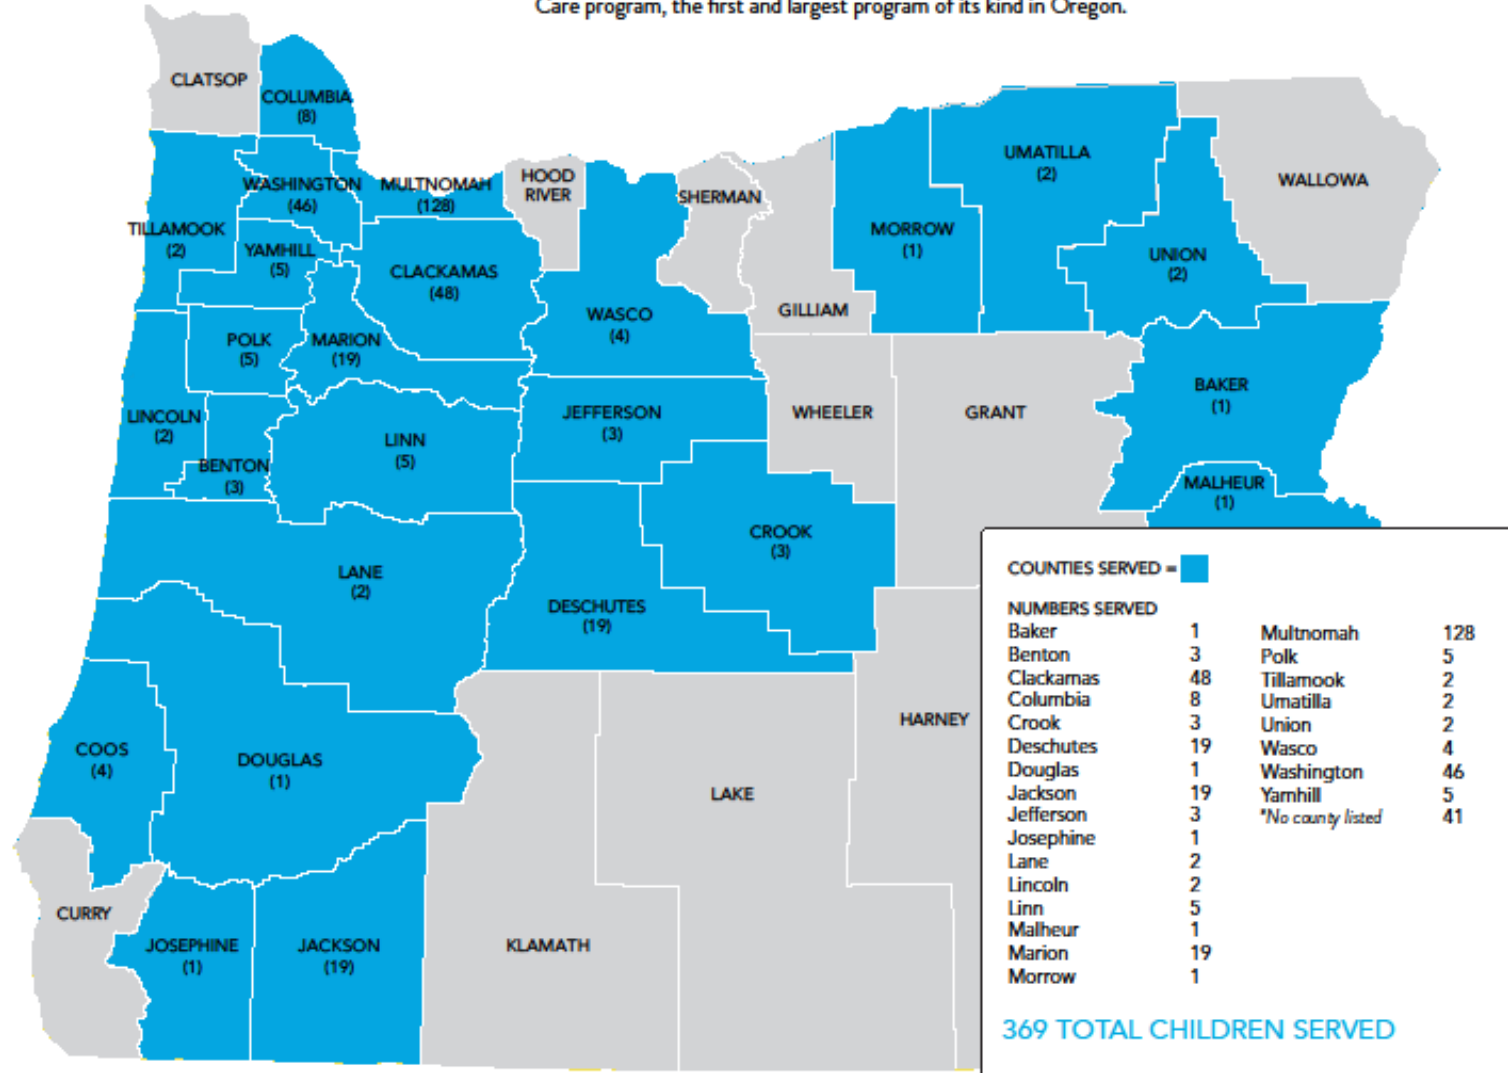 Care program, the first and largest program of its kind in Oregon.
CLATSOP
COLUMBIA
(8)
WASHINGTON
(46)
MULTNOMAH
(128)
HOOD
RIVER
SHERMAN
UMATILLA
(2)
WALLOWA
TILLAMOOK
(2)
YAMHILL
(5)
CLACKAMAS
(48)
MORROW
(1)
UNION
(2)
WASCO
(4)
GILLIAM
POLK
(5)
MARION
(19)
BAKER
(1)
LINCOLN
(2)
BENTON
(3)
LINN
(5)
JEFFERSON
(3)
WHEELER
GRANT
MALHEUR
(1)
CROOK
(3)
LANE
(2)
DESCHUTES
(19)
HARNEY
COOS
(4)
DOUGLAS
(1)
LAKE
CURRY
JOSEPHINE
(1)
JACKSON
(19)
KLAMATH
COUNTIES SERVED =
NUMBERS SERVED
Baker 1
Benton 3
Clackamas 48
Columbia 8
Crook 3
Deschutes 19
Douglas 1
Jackson 19
Jefferson 3
Josephine 1
Lane 2
Lincoln 2
Linn 5
Malheur 1
Marion 19
Morrow 1
Multnomah 128
Polk 5
Tillamook 2
Umatilla 2
Union 2
Wasco 4
Washington 46
Yamhill 5
*No county listed 41
369 TOTAL CHILDREN SERVED